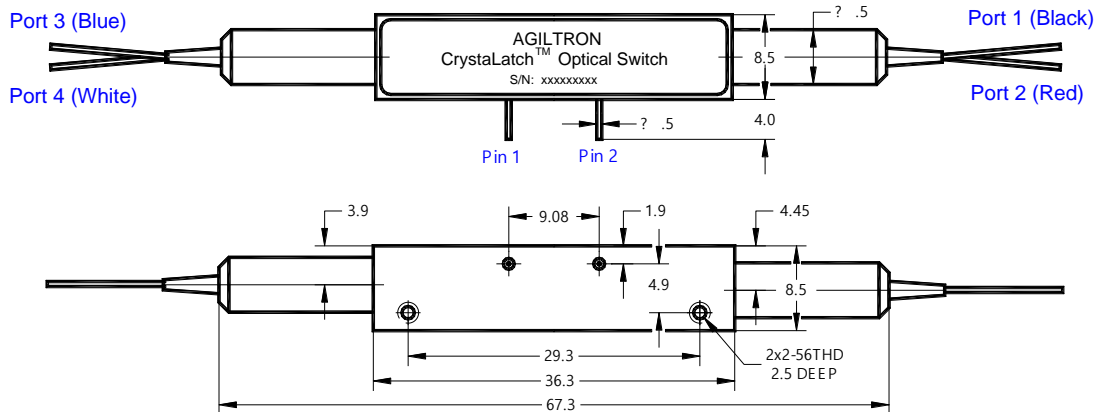 Port 3 (Blue)
Port 4 (White)
AGILTRON
CrystaLatch™ Optical Switch
S/N: xxxxxxxxx
? .5
8.5
4.0
? .5
Port 1 (Black)
Port 2 (Red)
Pin 1
Pin 2
3.9
9.08
1.9
4.45
4.9
8.5
29.3
2x2-56THD
2.5 DEEP
36.3
67.3